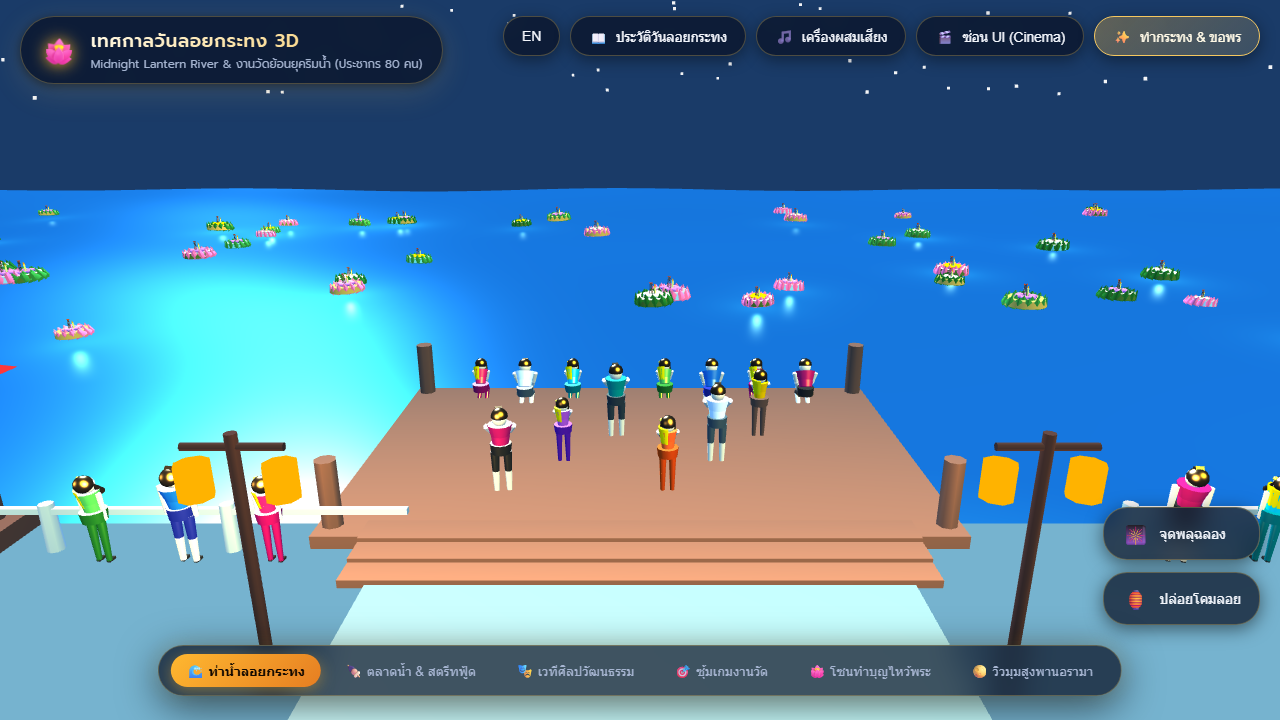 เทศกาลวันลอยกระทง 3D
Midnight Lantern River & งานวัดย้อนยุคริมน้ำ (ประชากร 80 คน)
EN
ประวัติวันลอยกระทง
เครื่องผสมเสียง
ซ่อน UI (Cinema)
ทำกระทง & ขอพร
จุดพลุฉลอง
ปล่อยโคมลอย
ท่าน้ำลอยกระทง
ตลาดน้ำ & สตรีทฟู้ด
เวทีศิลปวัฒนธรรม
ซุ้มเกมงานวัด
โซนทำบุญไหว้พระ
วิวมุมสูงพานอรามา